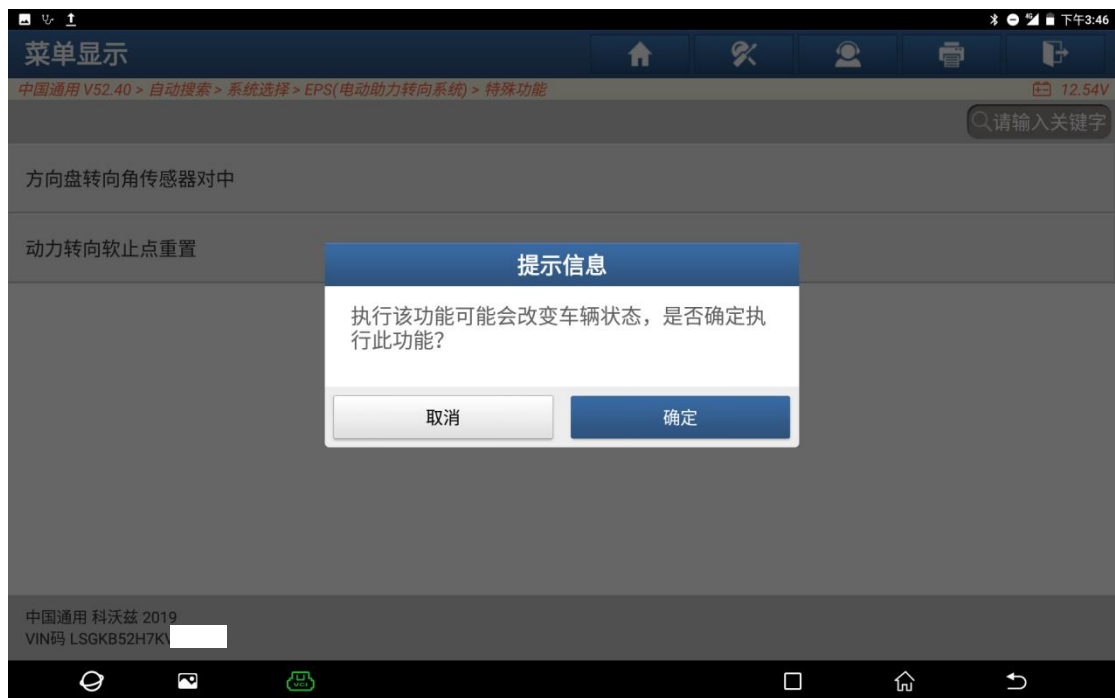 下午3:46
菜单显示
中国通用 V52.40 > 自动搜索 > 系统选择 > EPS(电动助力转向系统) > 特殊功能
12.54V
请输入关键字
方向盘转向角传感器对中
动力转向软止点重置
提示信息
执行该功能可能会改变车辆状态，是否确定执
行此功能？
取消
确定
中国通用 科沃兹 2019
VIN码 LSGKB52H7K
VCI